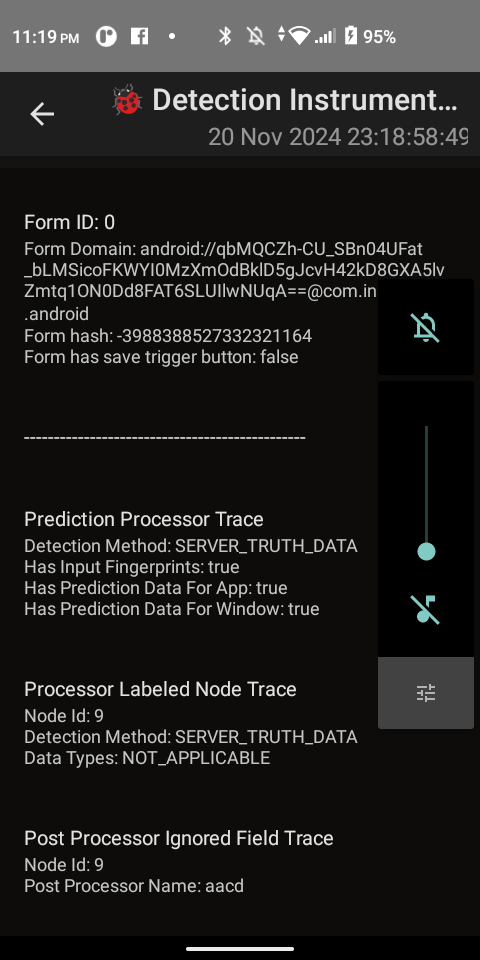 11:19 PM
95%
🐞 Detection Instrument…
20 Nov 2024 23:18:58:49
Form ID: 0
Form Domain: android://qbMQCZh-CU_SBn04UFat
_bLMSicoFKWYI0MzXmOdBklD5gJcvH42kD8GXA5lv
Zmtq1ON0Dd8FAT6SLUIlwNUqA==@com.in
.android
Form hash: -3988388527332321164
Form has save trigger button: false
-----------------------------------------------
Prediction Processor Trace
Detection Method: SERVER_TRUTH_DATA
Has Input Fingerprints: true
Has Prediction Data For App: true
Has Prediction Data For Window: true
Processor Labeled Node Trace
Node Id: 9
Detection Method: SERVER_TRUTH_DATA
Data Types: NOT_APPLICABLE
Post Processor Ignored Field Trace
Node Id: 9
Post Processor Name: aacd